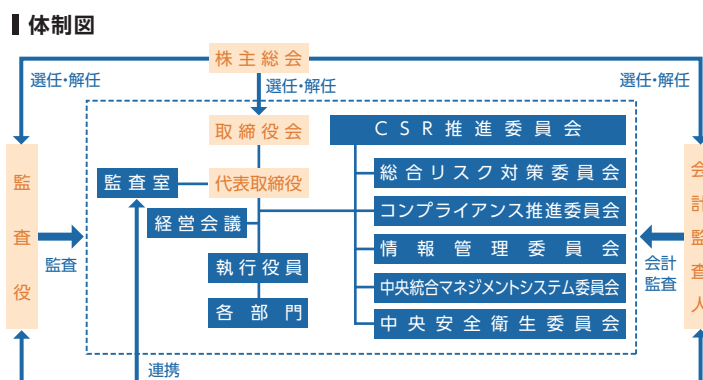 体制図
株主総会
選任・解任
選任・解任
選任・解任
取締役会
CSR推進委員会
監査室
代表取締役
総合リスク対策委員会
経営会議
コンプライアンス推進委員会
監査役
監査
執行役員
情報管理委員会
会計監査人
会計
監査
中央統合マネジメントシステム委員会
各部門
中央安全衛生委員会
連携